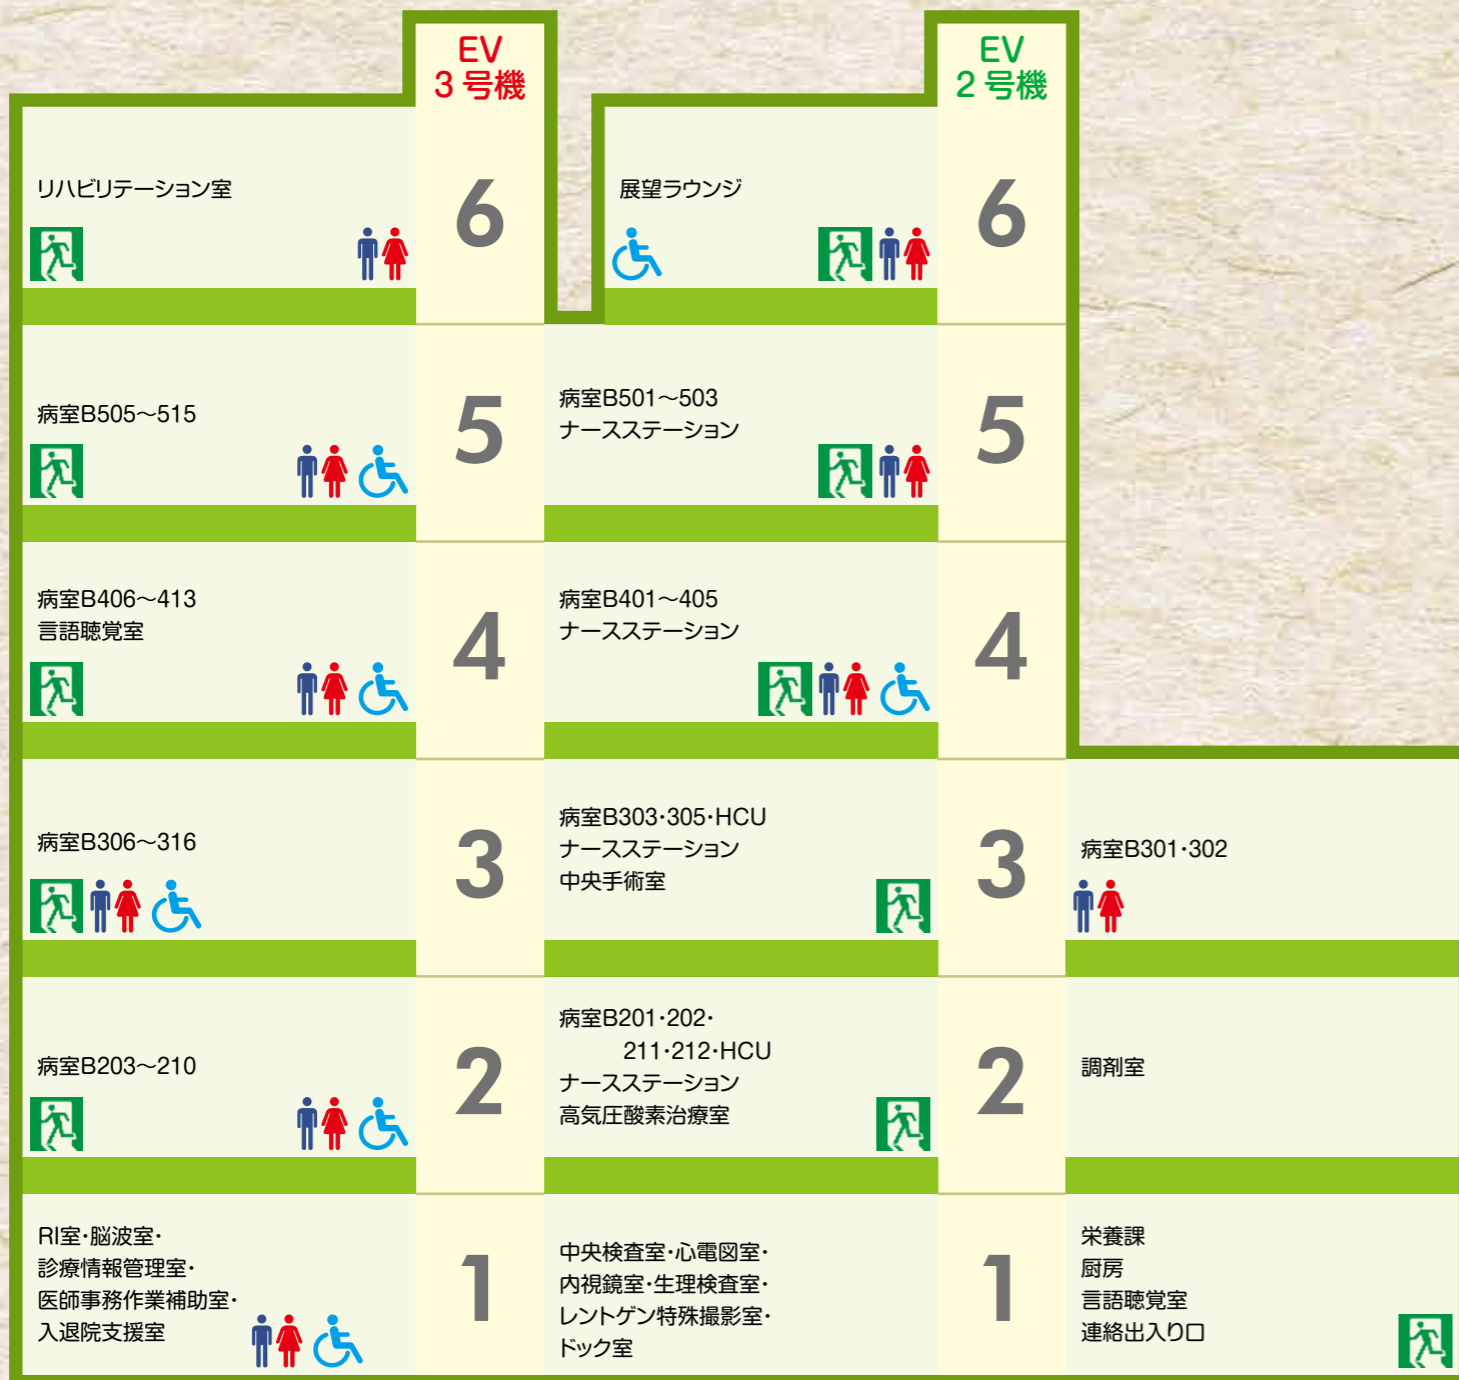 EV
3 号機
EV
2 号機
リハビリテーション室
6
展望ラウンジ
6
病室B505～515
5
病室B501～503
ナースステーション
5
病室B406～413
言語聴覚室
4
病室B401～405
ナースステーション
4
病室B306～316
3
病室B303･305･HCU
ナースステーション
中央手術室
3
病室B301･302
病室B203～210
2
病室B201･202･
211･212･HCU
ナースステーション
高気圧酸素治療室
2
調剤室
RI室･脳波室･
診療情報管理室･
医師事務作業補助室･
入退院支援室
1
中央検査室･心電図室･
内視鏡室･生理検査室･
レントゲン特殊撮影室･
ドック室
1
栄養課
厨房
言語聴覚室
連絡出入り口